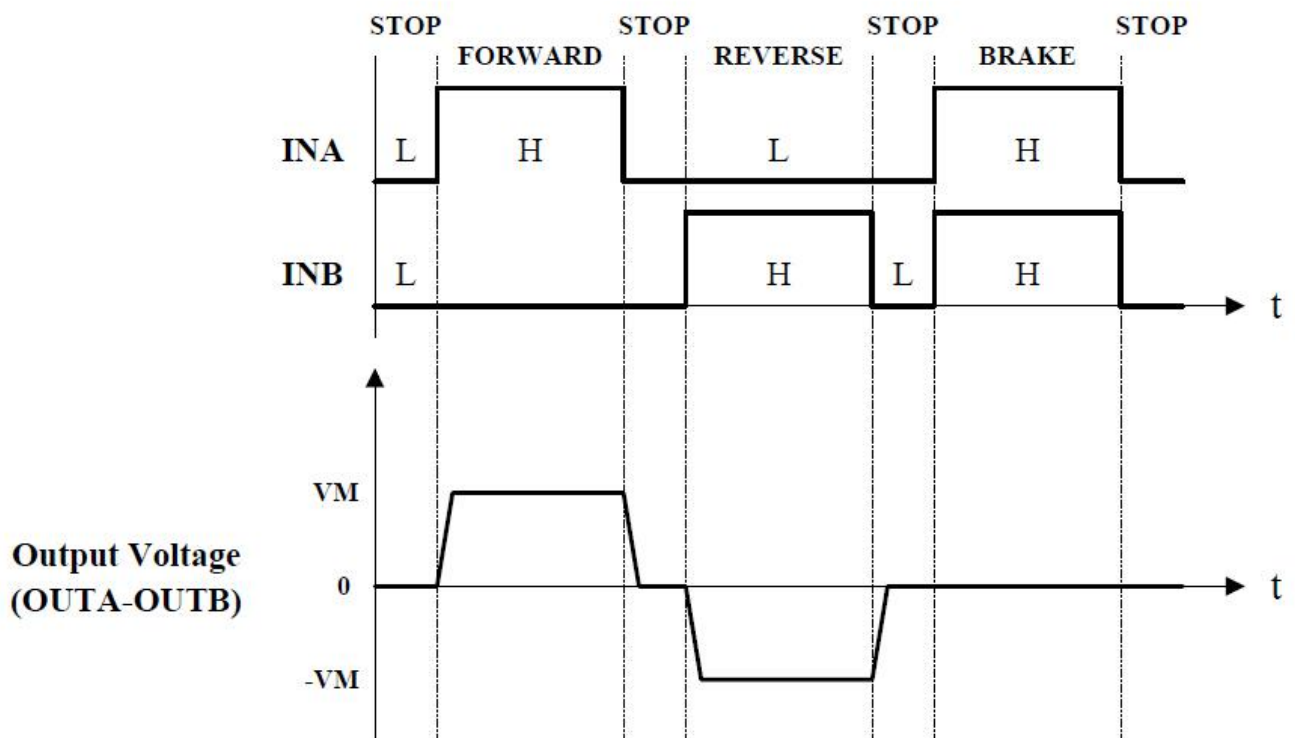 STOP STOP STOP STOP
FORWARD REVERSE BRAKE
INA L H L H
INB L H L H
t
VM
Output Voltage
(OUTA-OUTB)
0
t
-VM